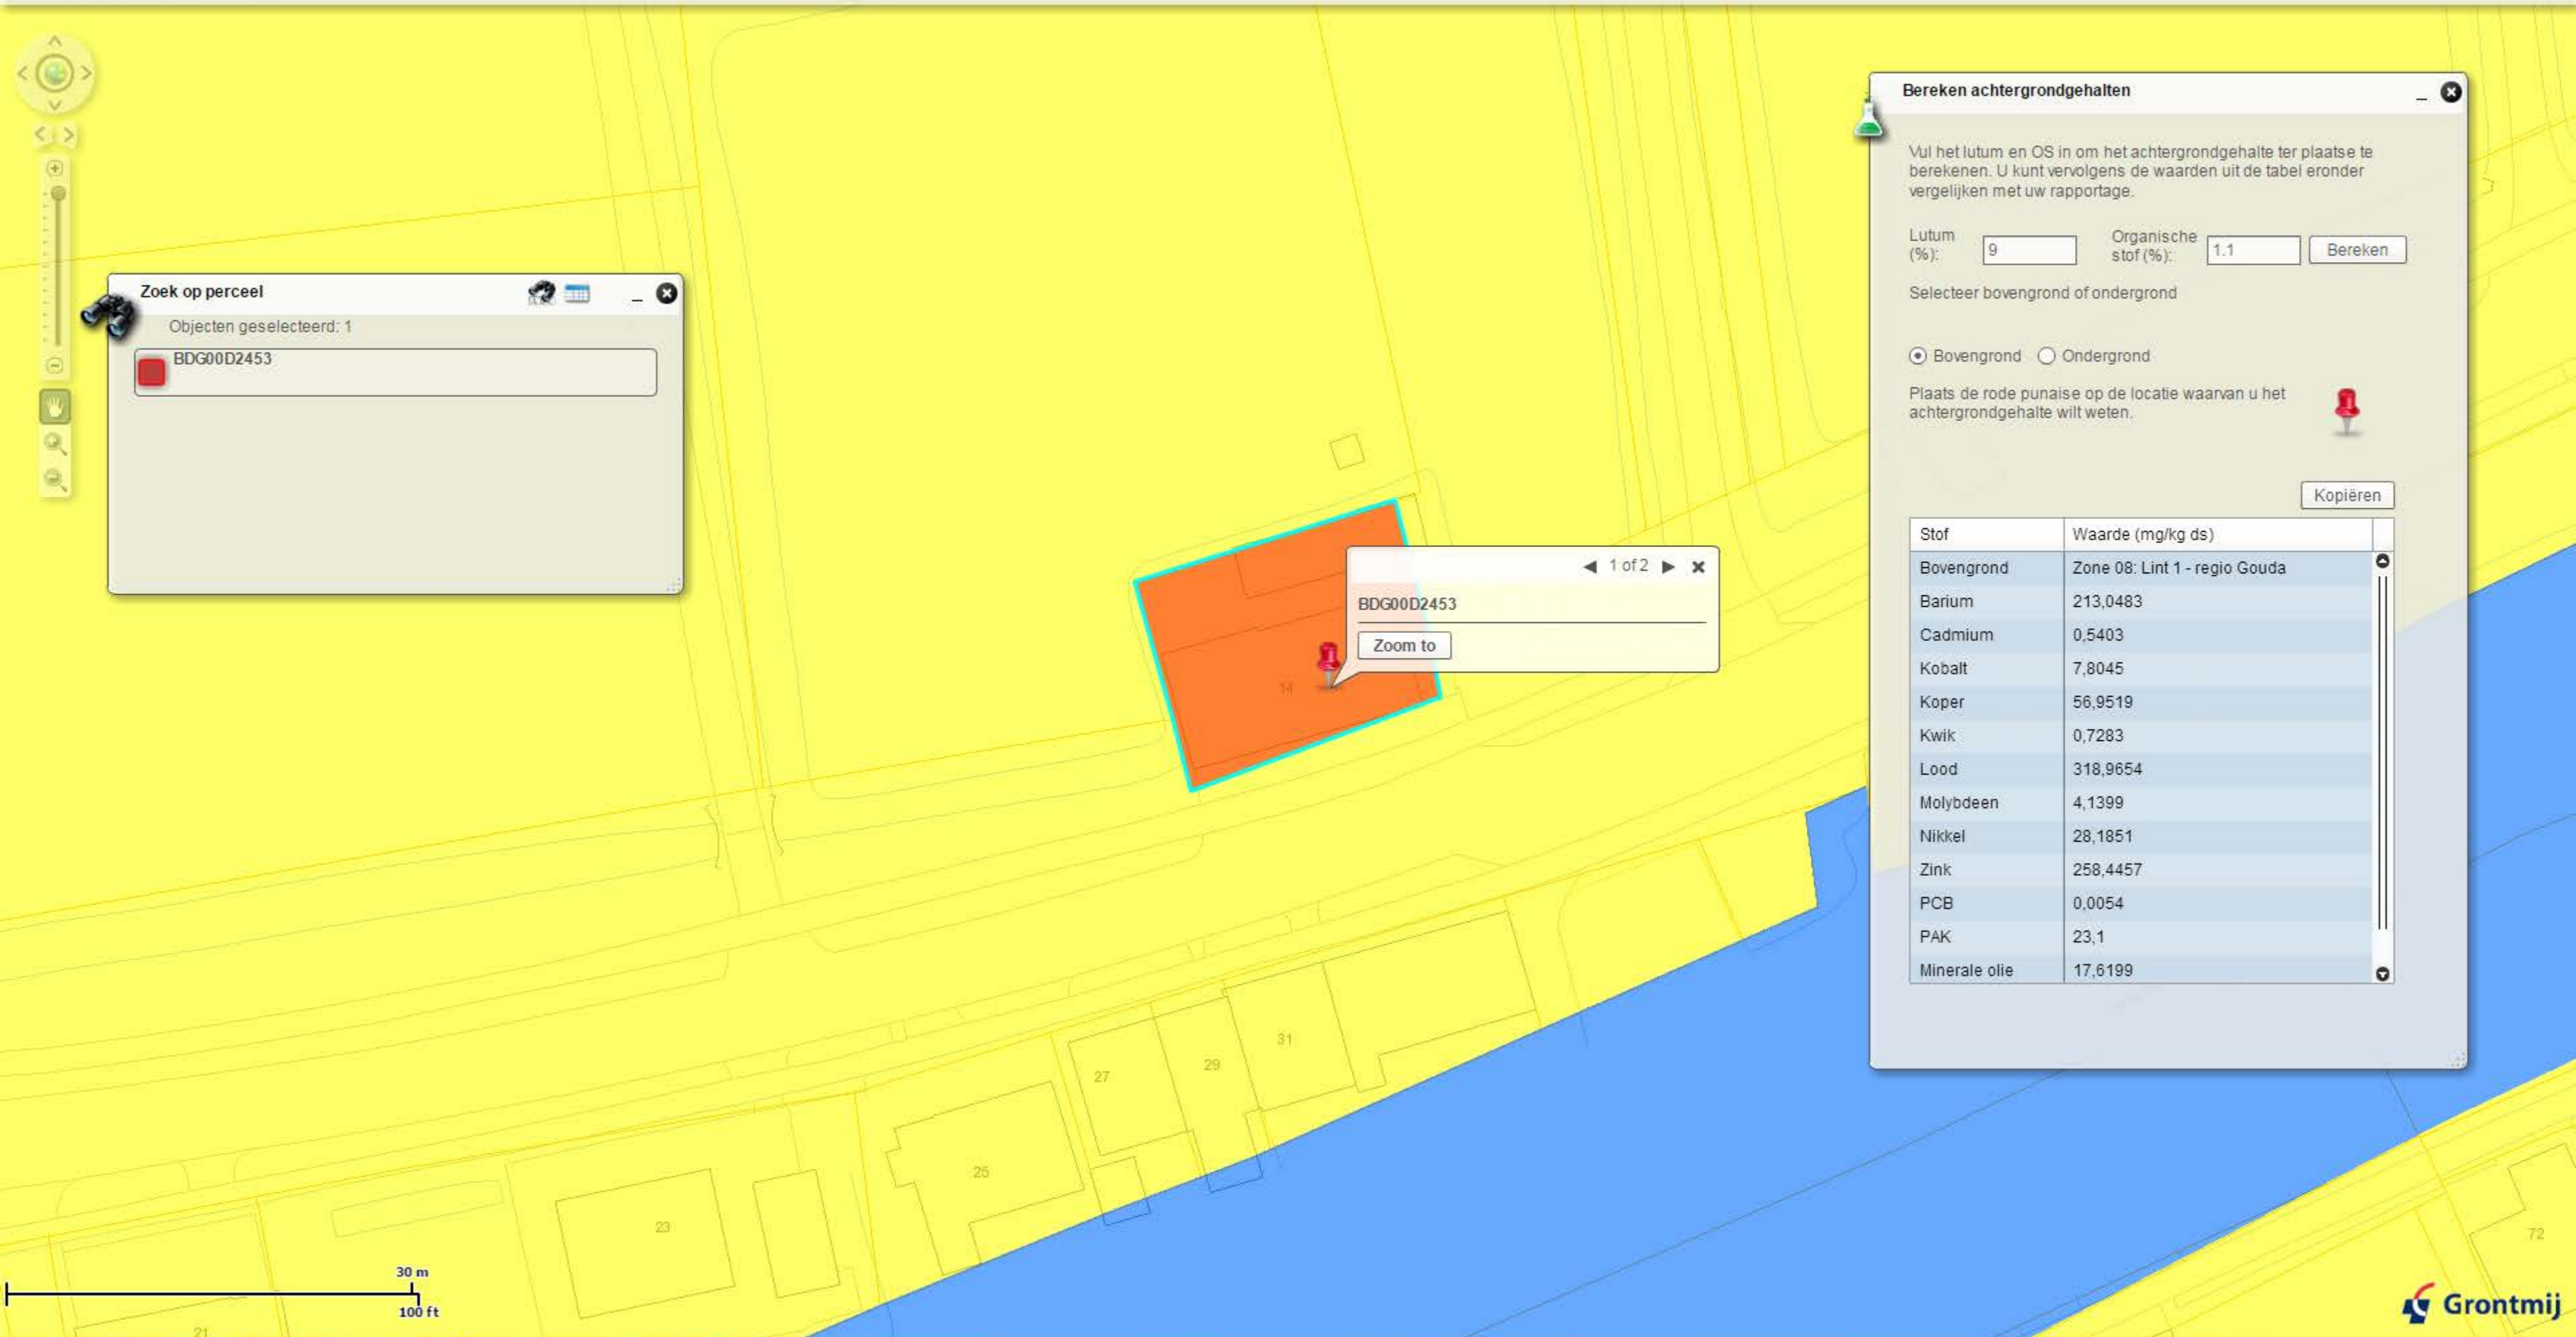 Zoek op perceel
Objecten geselecteerd: 1
BDG00D2453
1 of 2
BDG00D2453
Zoom to
14
27
29
31
25
23
21
72
30 m
100 ft
Bereken achtergrondgehalten
Vul het lutum en OS in om het achtergrondgehalte ter plaatse te
berekenen. U kunt vervolgens de waarden uit de tabel eronder
vergelijken met uw rapportage.
Lutum (%): 9 Organische stof (%): 1.1 Bereken
Selecteer bovengrond of ondergrond
Bovengrond Ondergrond
Plaats de rode punaise op de locatie waarvan u het
achtergrondgehalte wilt weten.
Kopiëren
Stof Waarde (mg/kg ds)
Bovengrond Zone 08: Lint 1 - regio Gouda
Barium 213,0483
Cadmium 0,5403
Kobalt 7,8045
Koper 56,9519
Kwik 0,7283
Lood 318,9654
Molybdeen 4,1399
Nikkel 28,1851
Zink 258,4457
PCB 0,0054
PAK 23,1
Minerale olie 17,6199
Grontmij